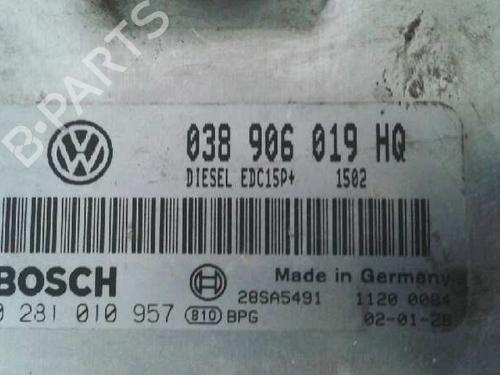 B-PARTS
038 906 019 HQ
DIESEL EDC15P+ 1502
BOSCH
Made in Germany
28SA5491 1120 0084
0 281 010 957 810 BPG 02-01-28